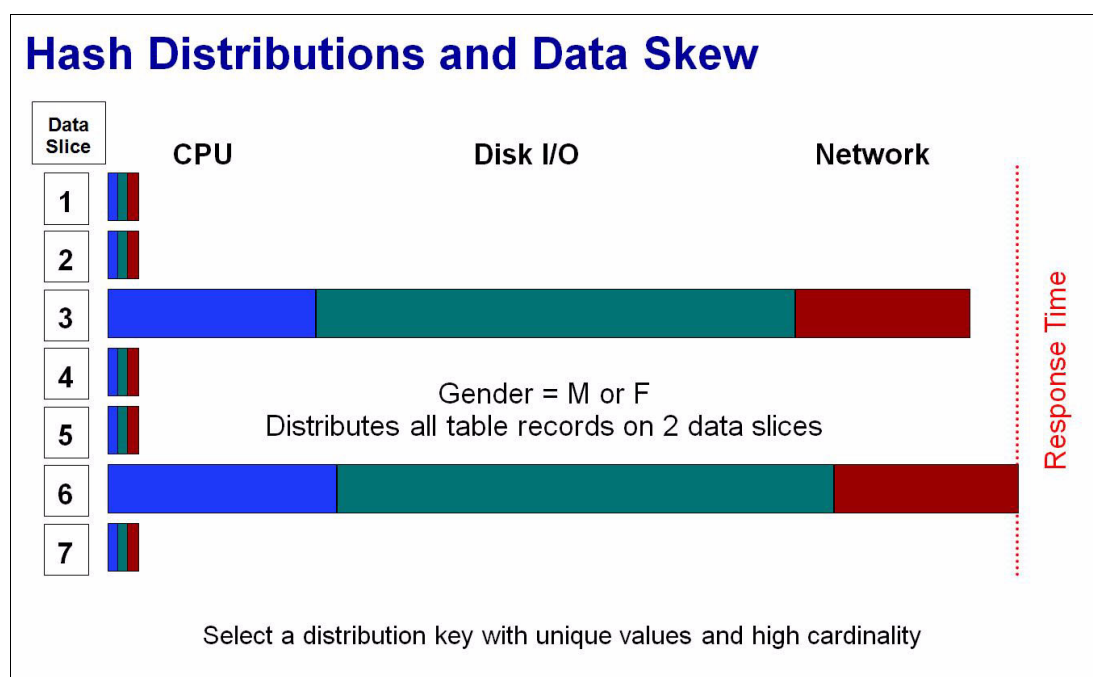 Hash Distributions and Data Skew
Data
Slice
CPU
Disk I/O
Network
1
2
3
4
5
6
7
Gender = M or F
Distributes all table records on 2 data slices
Response Time
Select a distribution key with unique values and high cardinality